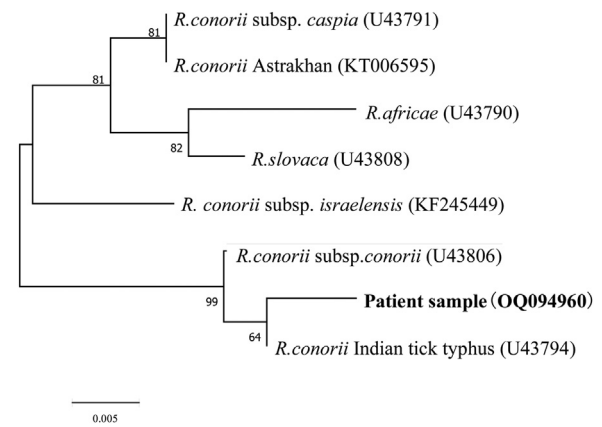 R.conorii subsp. caspia (U43791)
81
R.conorii Astrakhan (KT006595)
81
R.africae (U43790)
82
R.slovaca (U43808)
R. conorii subsp. israelensis (KF245449)
R.conorii subsp.conorii (U43806)
99
Patient sample（OQ094960）
64
R.conorii Indian tick typhus (U43794)
0.005